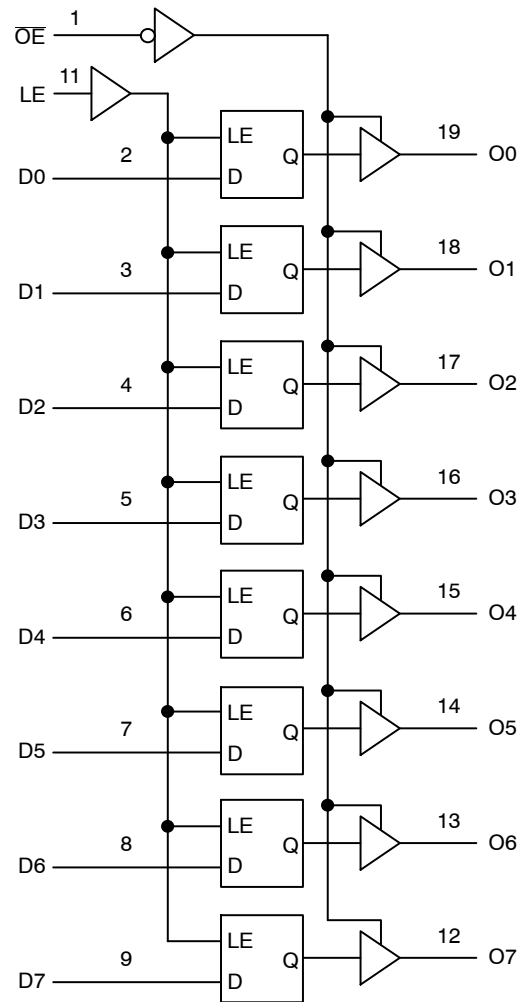 1
O̅E̅
11
LE
LE 19
2 Q O0
D0 D
LE 18
3 Q O1
D1 D
LE 17
4 Q O2
D2 D
LE 16
5 Q O3
D3 D
LE 15
6 Q O4
D4 D
LE 14
7 Q O5
D5 D
LE 13
8 Q O6
D6 D
LE 12
9 Q O7
D7 D